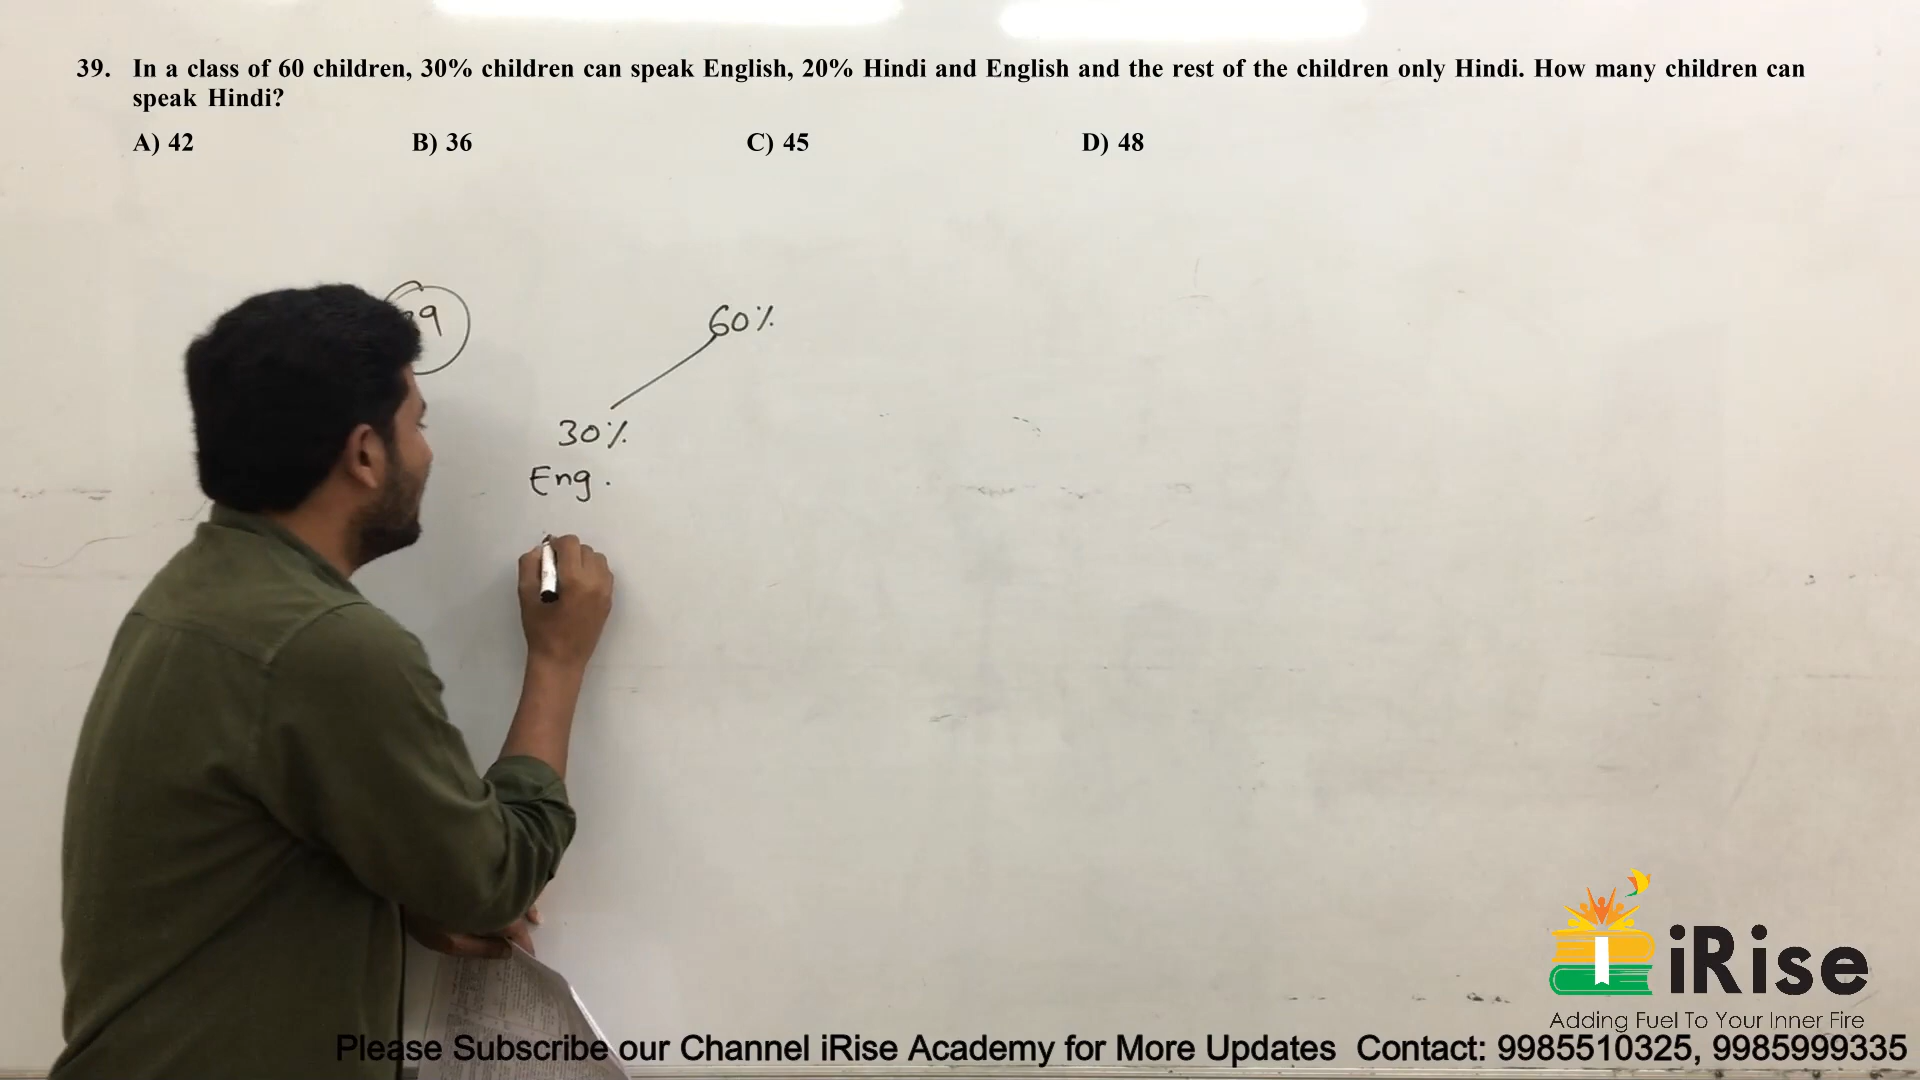 39. In a class of 60 children, 30% children can speak English, 20% Hindi and English and the rest of the children only Hindi. How many children can
speak Hindi?
A) 42 B) 36 C) 45 D) 48
9
60%
30%
Eng.
iRise
Adding Fuel To Your Inner Fire
Please Subscribe our Channel iRise Academy for More Updates Contact: 9985510325, 9985999335